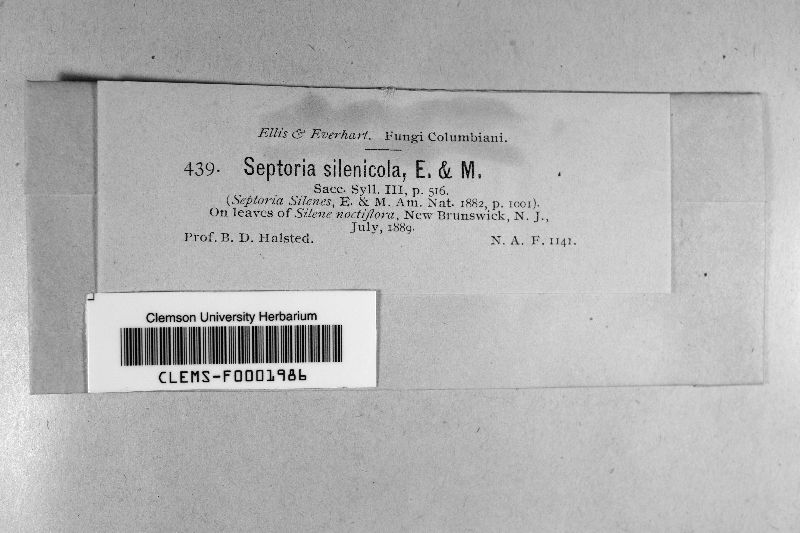 Ellis & Everhart. Fungi Columbiani.
439. Septoria silenicola, E. & M.
Sacc. Syll. III, p. 516.
(Septoria Silenes, E. & M. Am. Nat. 1882, p. 1001).
On leaves of Silene noctiflora, New Brunswick, N. J.,
July, 1889.
Prof. B. D. Halsted. N. A. F. 1141.
Clemson University Herbarium
CLEMS-F0001986